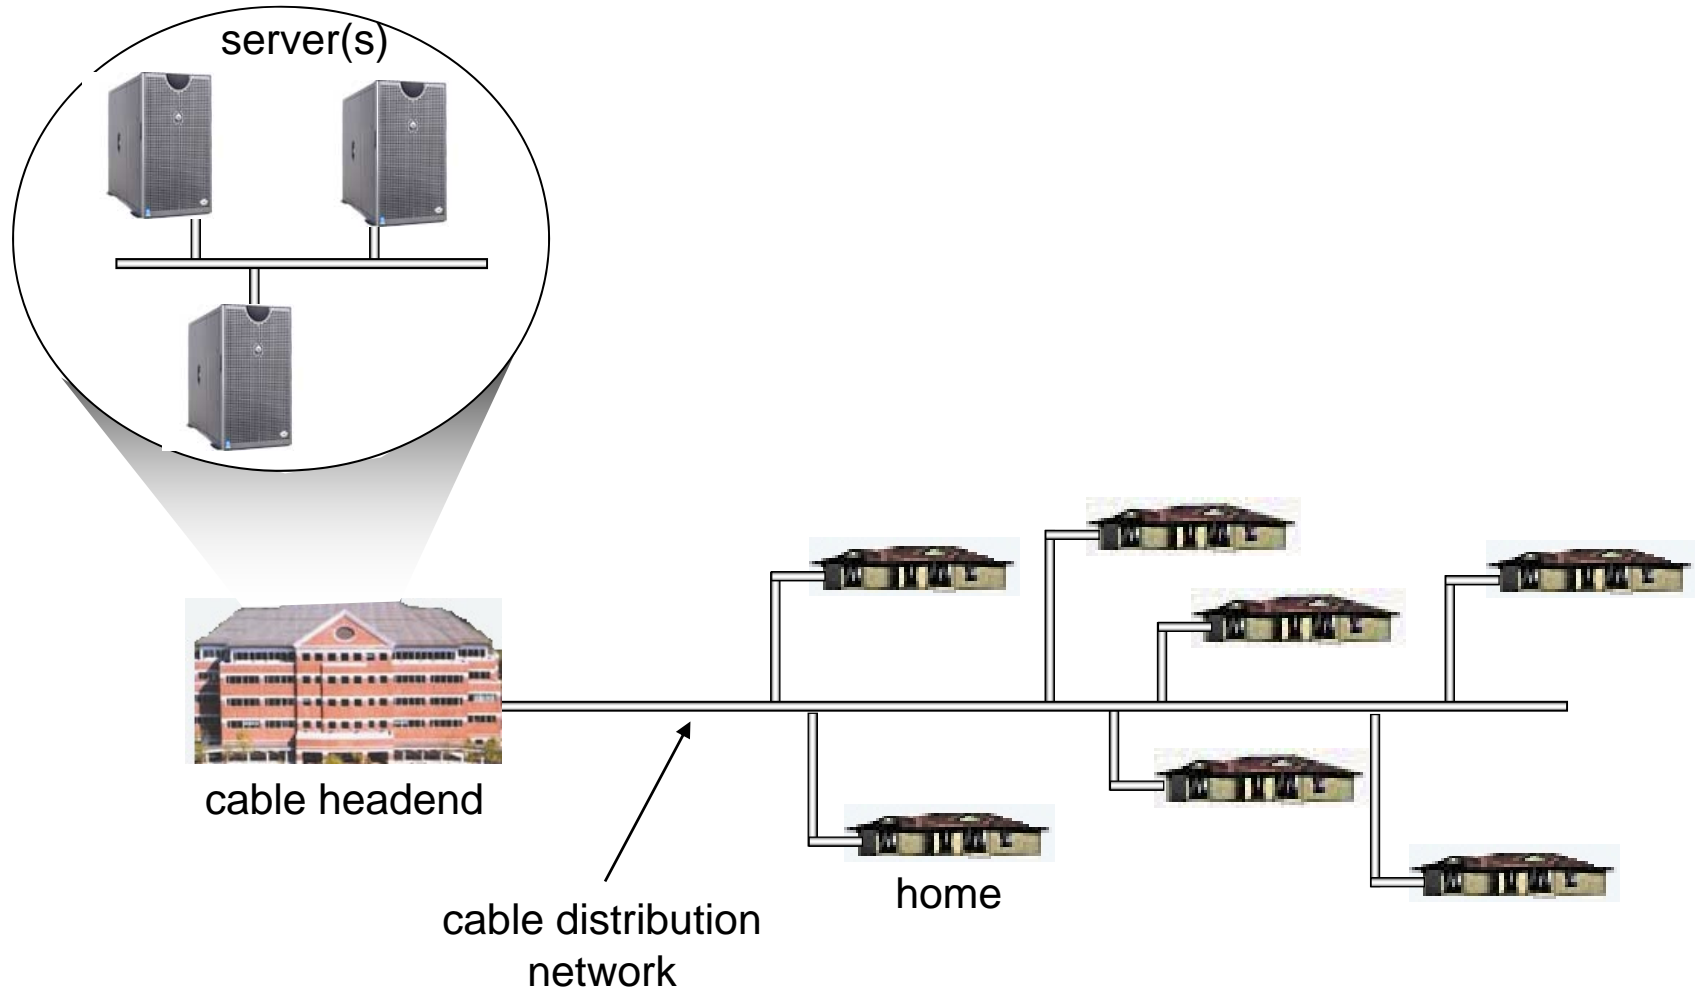 server(s)
cable headend
home
cable distribution
network